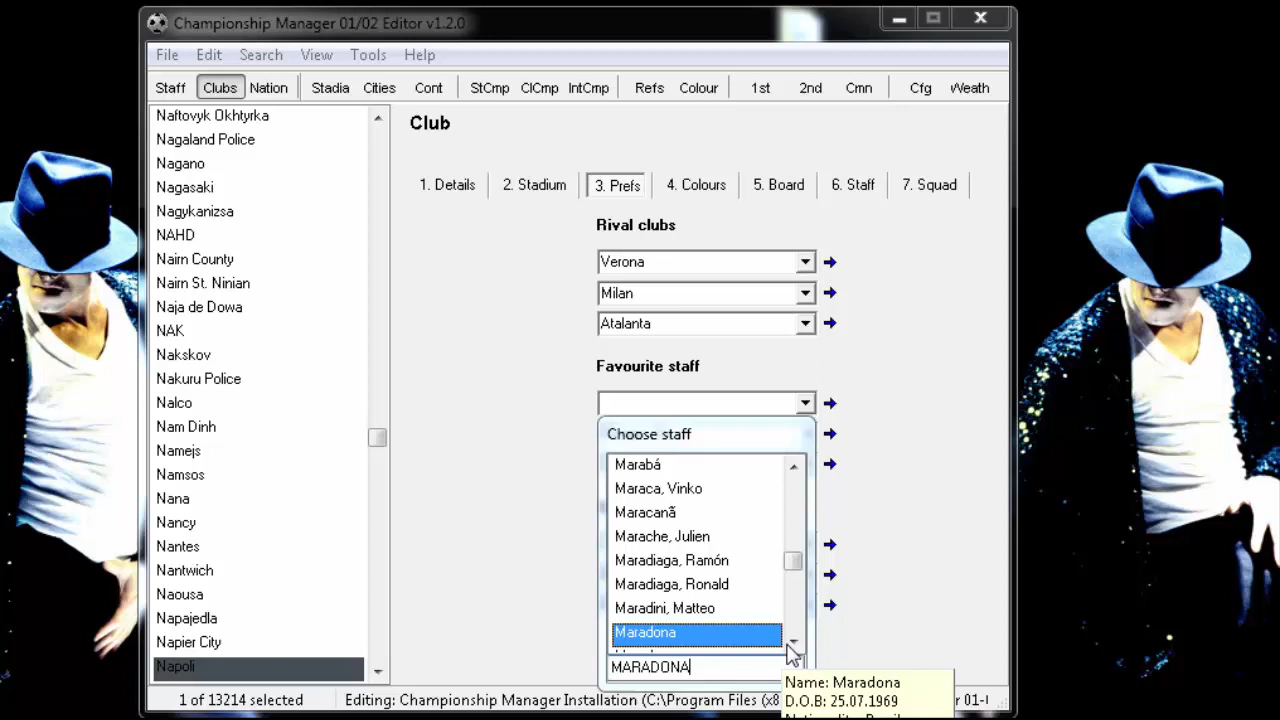 Championship Manager 01/02 Editor v1.2.0
File Edit Search View Tools Help
Staff Clubs Nation Stadia Cities Cont StCmp ClCmp IntCmp Refs Colour 1st 2nd Cmn Cfg Weath
Naftovyk Okhtyrka
Nagaland Police
Nagano
Nagasaki
Nagykanizsa
NAHD
Nairn County
Nairn St. Ninian
Naja de Dowa
NAK
Nakskov
Nakuru Police
Nalco
Nam Dinh
Namejs
Namsos
Nana
Nancy
Nantes
Nantwich
Naousa
Napajedla
Napier City
Napoli
Club
1. Details 2. Stadium 3. Prefs 4. Colours 5. Board 6. Staff 7. Squad
Rival clubs
Verona
Milan
Atalanta
Favourite staff
Choose staff
Marabá
Maraca, Vinko
Maracanã
Marache, Julien
Maradiaga, Ramón
Maradiaga, Ronald
Maradini, Matteo
Maradona
MARADONA
Name: Maradona
D.O.B: 25.07.1969
1 of 13214 selected
Editing: Championship Manager Installation (C:\Program Files (x8